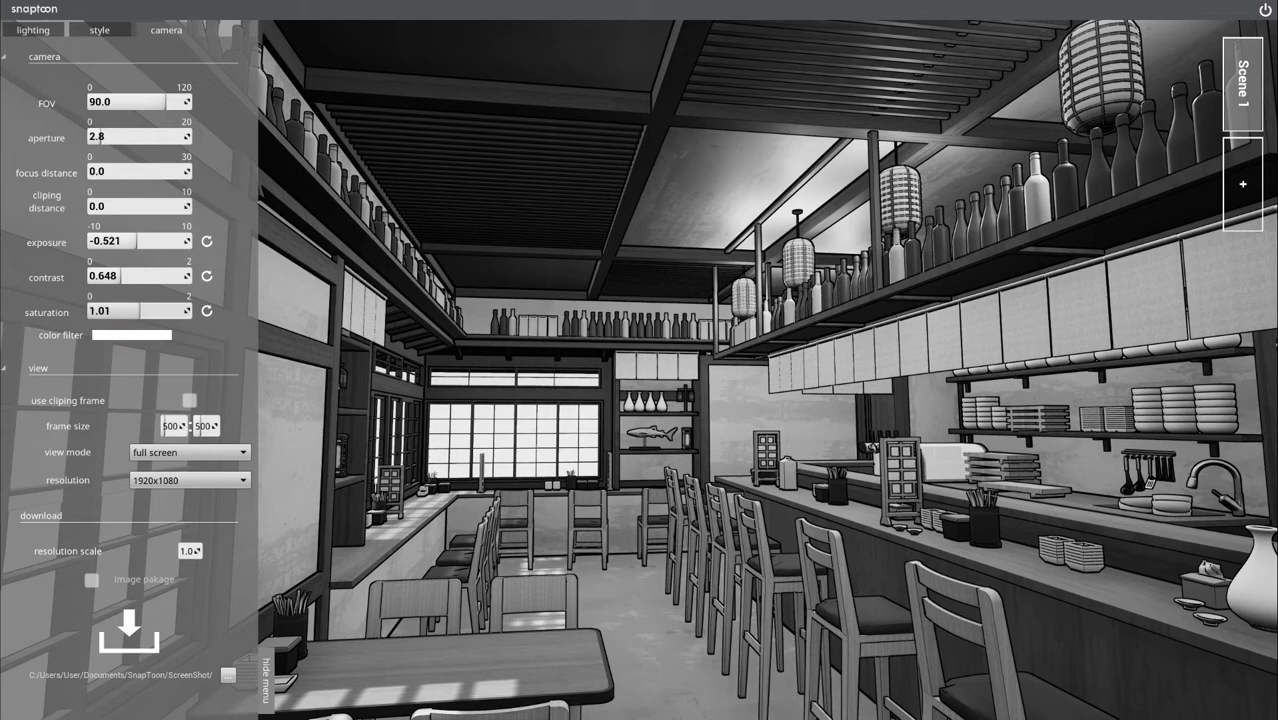 snaptoon
lighting style camera
camera
0 120
FOV 90.0
0 20
aperture 2.8
0 30
focus distance 0.0
0 10
cliping distance 0.0
-10 10
exposure -0.521
0 2
contrast 0.648
0 2
saturation 1.01
color filter
view
use cliping frame
frame size 500 : 500
view mode full screen
resolution 1920x1080
download
resolution scale 1.0
image pakage
C:/Users/User/Documents/SnapToon/ScreenShot/ ...
hide menu
Scene 1
+